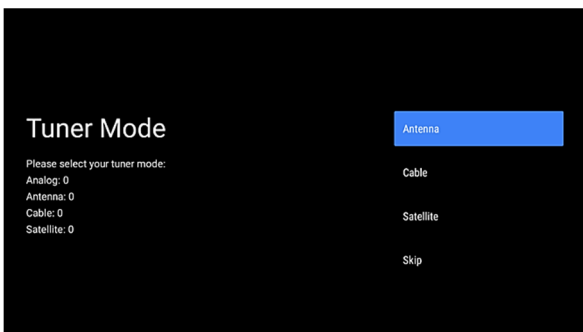 Tuner Mode
Please select your tuner mode:
Analog: 0
Antenna: 0
Cable: 0
Satellite: 0
Antenna
Cable
Satellite
Skip